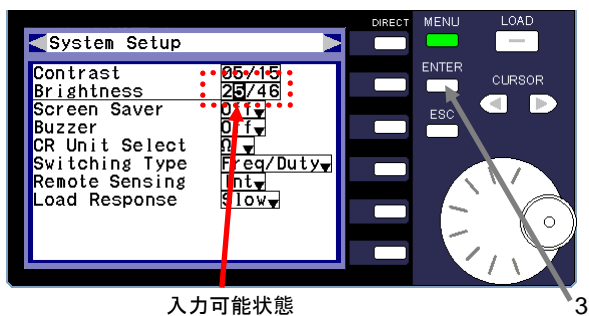 DIRECT
MENU
LOAD
System Setup
Contrast 05/15
Brightness 25/46
Screen Saver Off
Buzzer Off
CR Unit Select Ω
Switching Type Freq/Duty
Remote Sensing Int
Load Response Slow
ENTER
CURSOR
ESC
入力可能状態
3